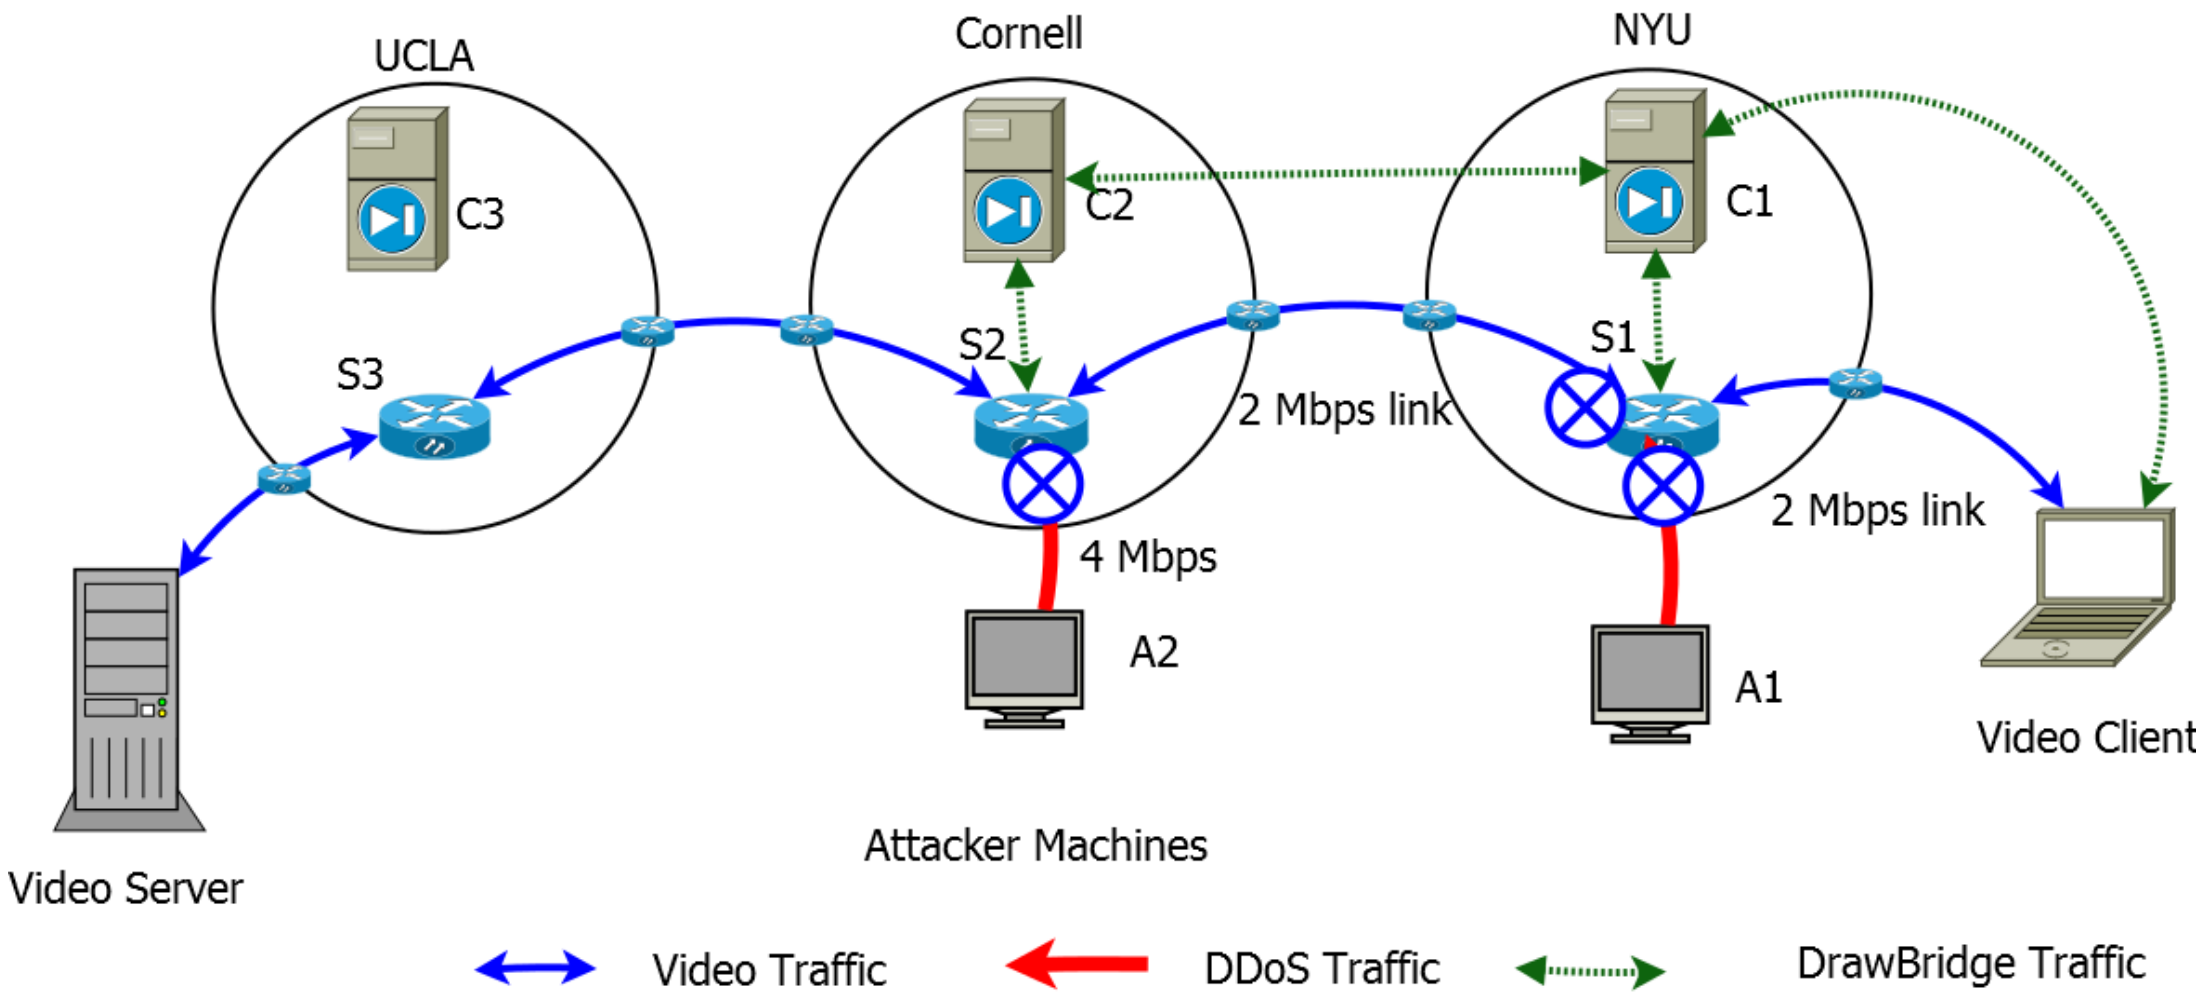 UCLA
Cornell
NYU
C3
C2
C1
S3
S2
S1
2 Mbps link
2 Mbps link
4 Mbps
A2
A1
Video Client
Attacker Machines
Video Server
Video Traffic
DDoS Traffic
DrawBridge Traffic